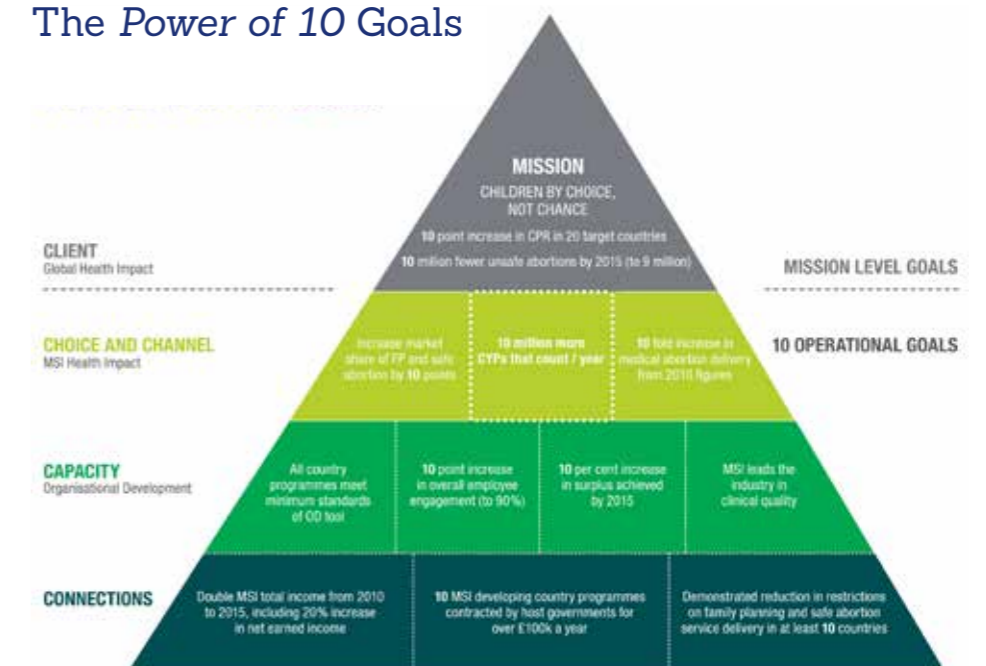 The Power of 10 Goals
MISSION
CHILDREN BY CHOICE,
NOT CHANCE
10 point increase in CPR in 20 target countries
10 million fewer unsafe abortions by 2015 (to 9 million)
CLIENT
Global Health Impact
MISSION LEVEL GOALS
CHOICE AND CHANNEL
MSI Health Impact
Increase market
share of FP and safe
abortion by 10 points
10 million more
CYPs that count / year
10 fold increase in
medical abortion delivery
from 2010 figures
10 OPERATIONAL GOALS
CAPACITY
Organisational Development
All country
programmes meet
minimum standards
of OD tool
10 point increase
in overall employee
engagement (to 90%)
10 per cent increase
in surplus achieved
by 2015
MSI leads the
industry in
clinical quality
CONNECTIONS
Double MSI total income from 2010
to 2015, including 20% increase
in net earned income
10 MSI developing country programmes
contracted by host governments for
over £100k a year
Demonstrated reduction in restrictions
on family planning and safe abortion
service delivery in at least 10 countries